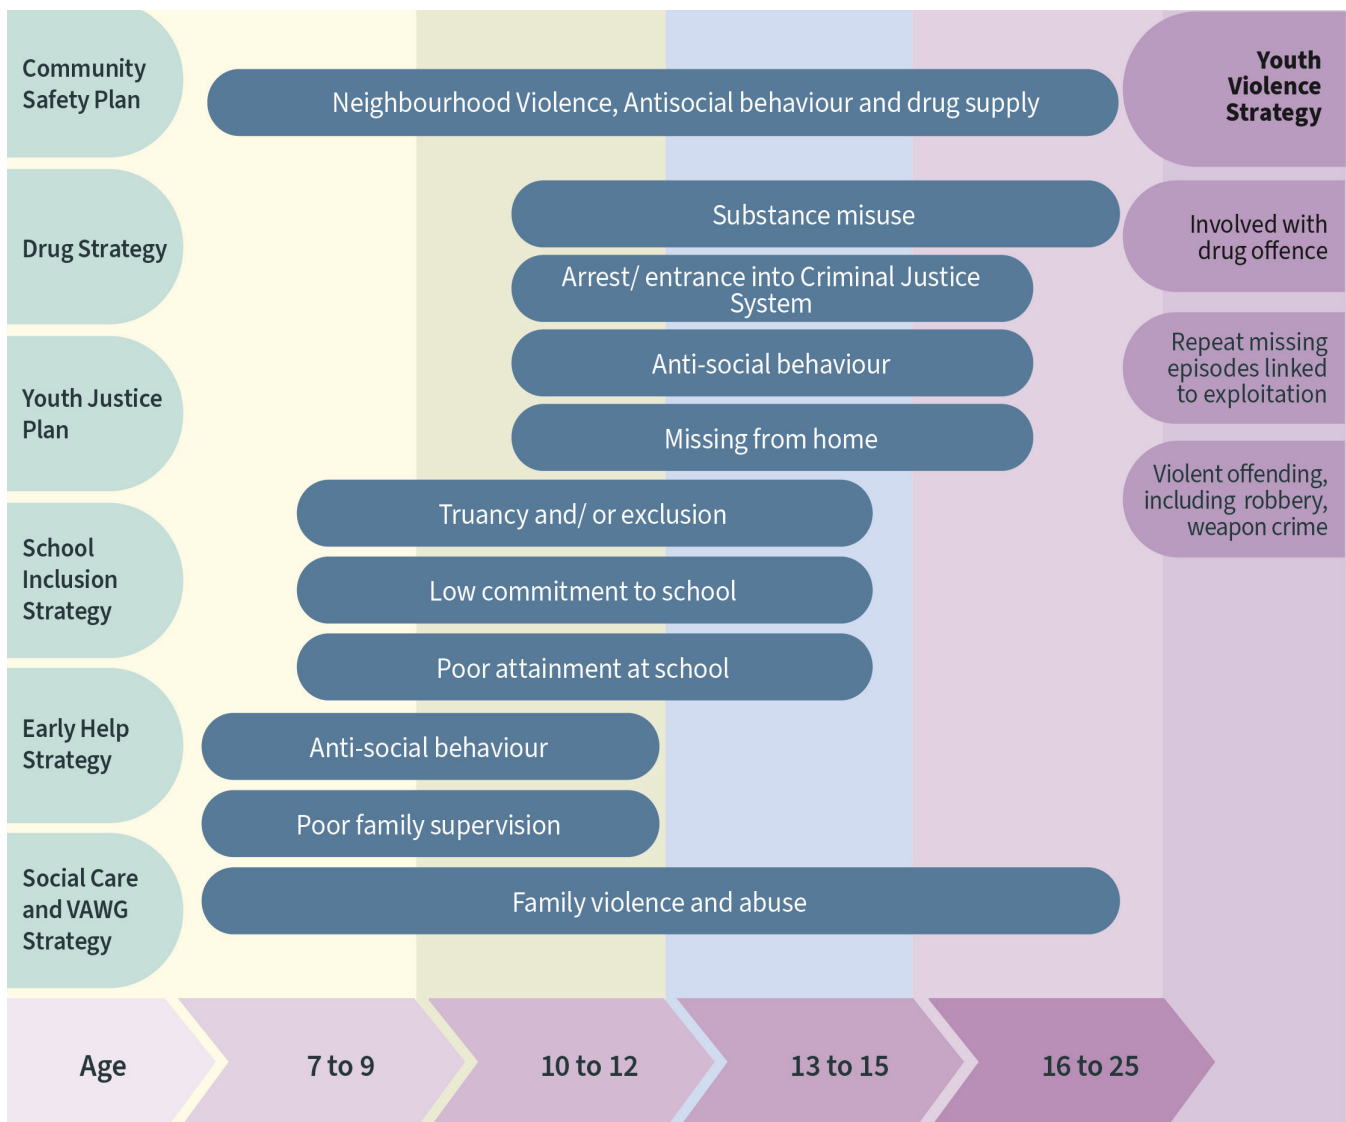 Community
Safety Plan
Neighbourhood Violence, Antisocial behaviour and drug supply
Youth
Violence
Strategy
Drug Strategy
Substance misuse
Involved with
drug offence
Arrest/ entrance into Criminal Justice
System
Youth Justice
Plan
Anti-social behaviour
Repeat missing
episodes linked
to exploitation
Missing from home
Violent offending,
including robbery,
weapon crime
School
Inclusion
Strategy
Truancy and/ or exclusion
Low commitment to school
Poor attainment at school
Early Help
Strategy
Anti-social behaviour
Poor family supervision
Social Care
and VAWG
Strategy
Family violence and abuse
Age
7 to 9
10 to 12
13 to 15
16 to 25